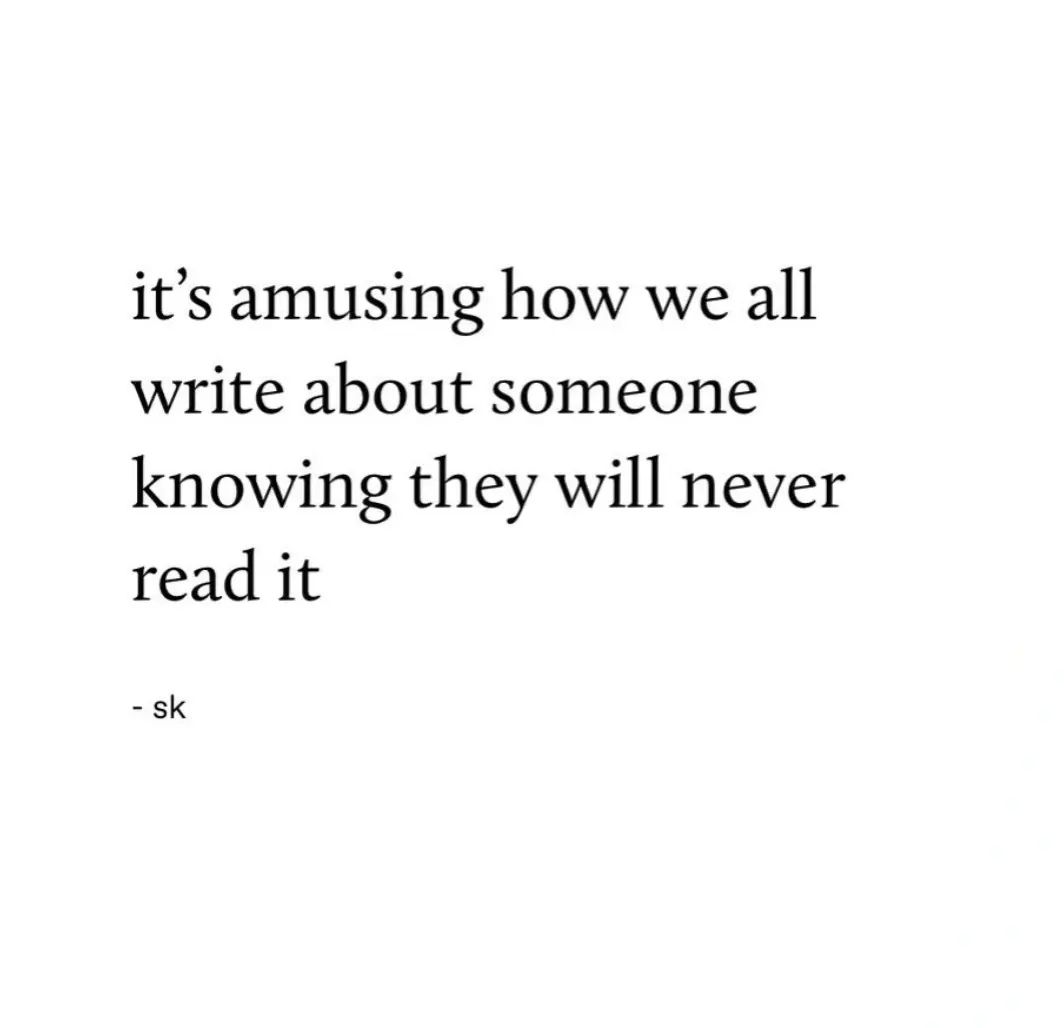 it’s amusing how we all
write about someone
knowing they will never
read it
- sk